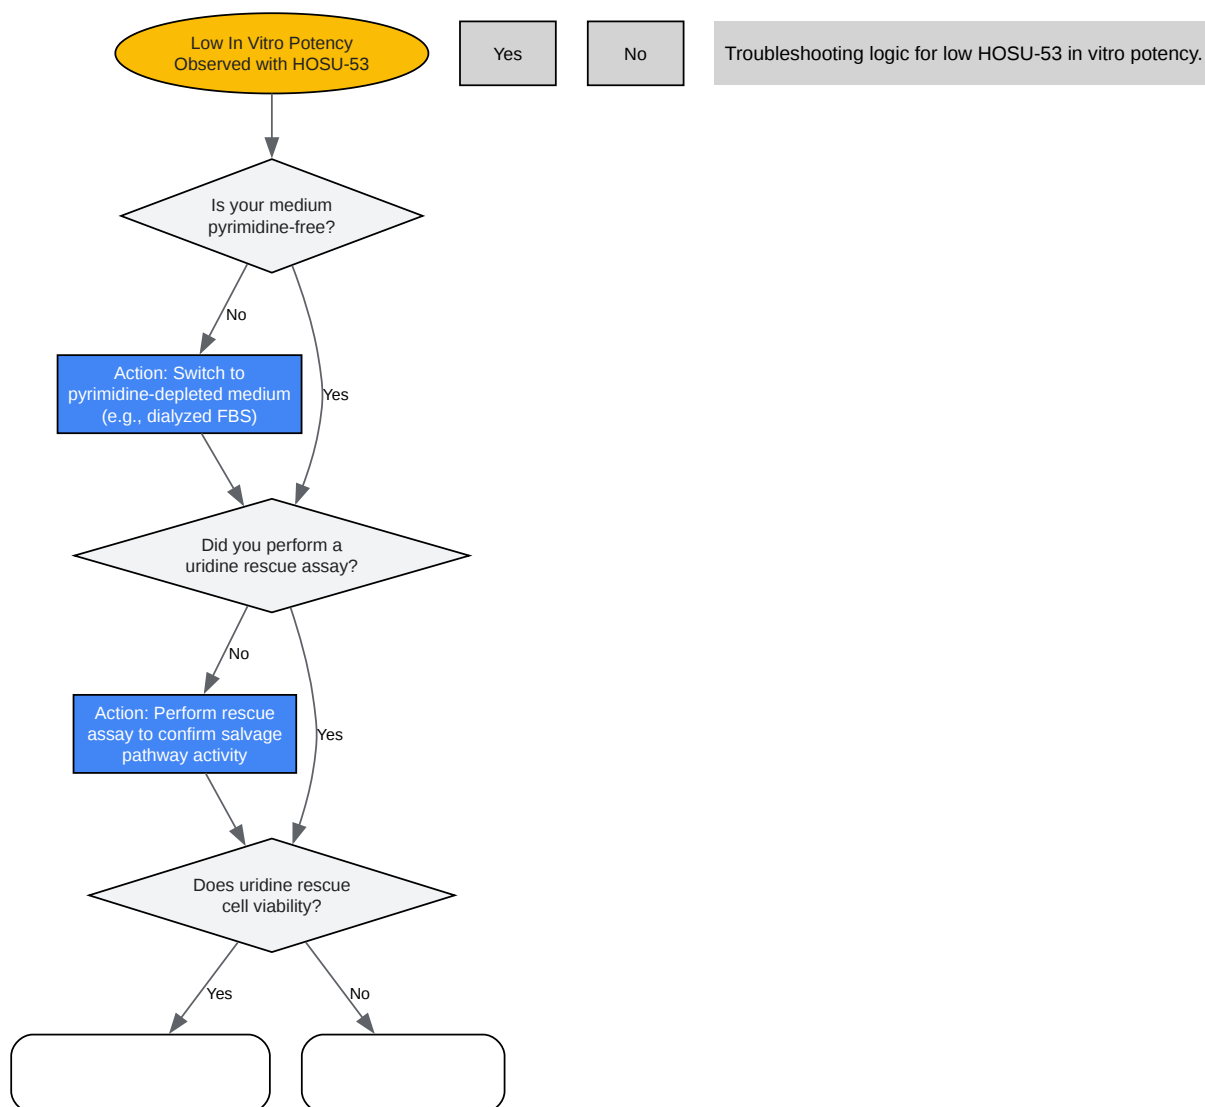 Low In Vitro Potency
Observed with HOSU-53
Yes
No
Troubleshooting logic for low HOSU-53 in vitro potency.
Is your medium
pyrimidine-free?
No
Action: Switch to
pyrimidine-depleted medium
(e.g., dialyzed FBS)
Yes
Did you perform a
uridine rescue assay?
No
Action: Perform rescue
assay to confirm salvage
pathway activity
Yes
Does uridine rescue
cell viability?
Yes
No